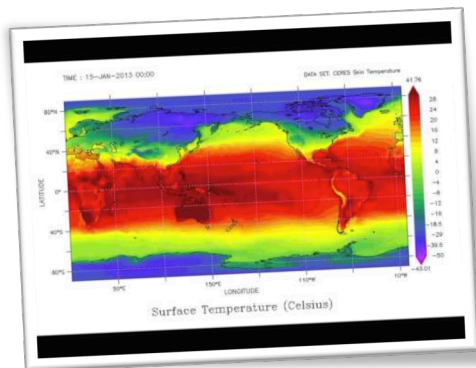 TIME : 15-JAN-2013 00:00
DATA SET: CERES Skin Temperature
41.76
28
24
20
16
12
8
4
0
-4
-8
-12
-18.5
-29
-39.5
-50
-43.01
80°N
40°N
0°
40°S
80°S
LATITUDE
50°E
150°E
110°W
10°W
LONGITUDE
Surface Temperature (Celsius)